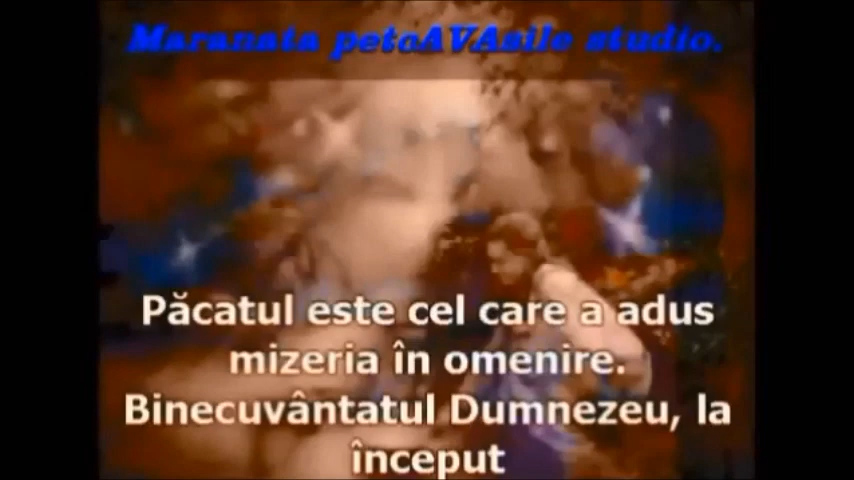 Maranata petoAVAsile studio.
Păcatul este cel care a adus
mizeria în omenire.
Binecuvântatul Dumnezeu, la
început